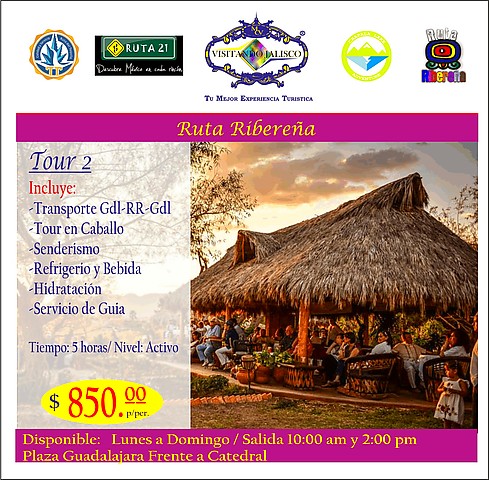 RUTA 21
Descubre México en cada rincón
VISITANDO JALISCO
TU MEJOR EXPERIENCIA TURISTICA
Ruta
Ribereña
Ruta Ribereña
Tour 2
Incluye:
-Transporte Gdl-RR-Gdl
-Tour en Caballo
-Senderismo
-Refrigerio y Bebida
-Hidratación
-Servicio de Guia
Tiempo: 5 horas/ Nivel: Activo
$ 850.00
p/per.
Disponible: Lunes a Domingo / Salida 10:00 am y 2:00 pm
Plaza Guadalajara Frente a Catedral